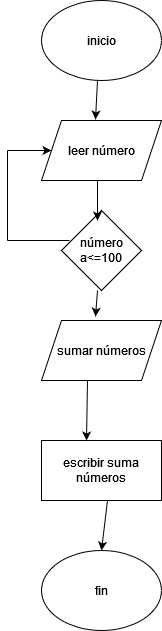 inicio
leer número
número
a<=100
sumar números
escribir suma
números
fin